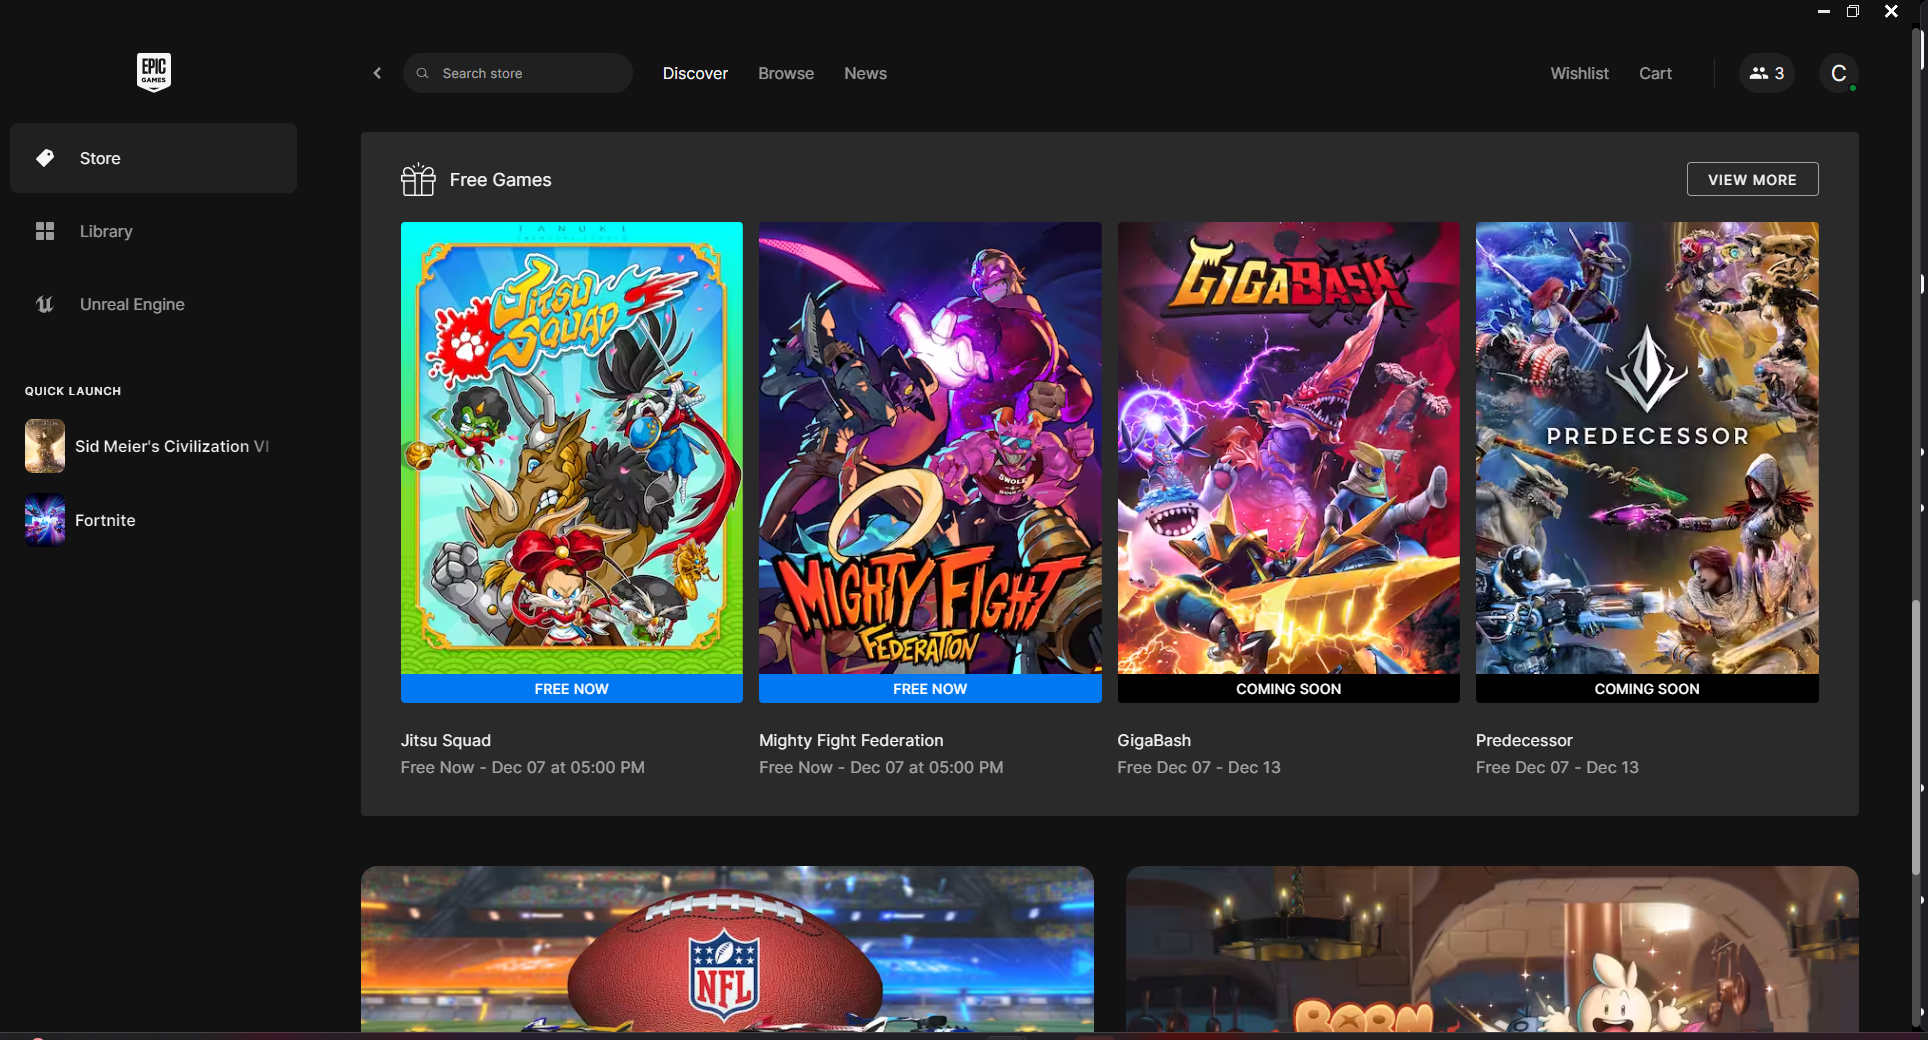 EPIC
GAMES
Search store
Discover
Browse
News
Wishlist
Cart
3
C
Store
Library
Unreal Engine
QUICK LAUNCH
Sid Meier's Civilization VI
Fortnite
Free Games
VIEW MORE
TANUKI
JITSU
SQUAD
FREE NOW
Jitsu Squad
Free Now - Dec 07 at 05:00 PM
SWOLE
MIGHTY FIGHT
FEDERATION
FREE NOW
Mighty Fight Federation
Free Now - Dec 07 at 05:00 PM
GIGABASH
COMING SOON
GigaBash
Free Dec 07 - Dec 13
PREDECESSOR
COMING SOON
Predecessor
Free Dec 07 - Dec 13
NFL
BORN